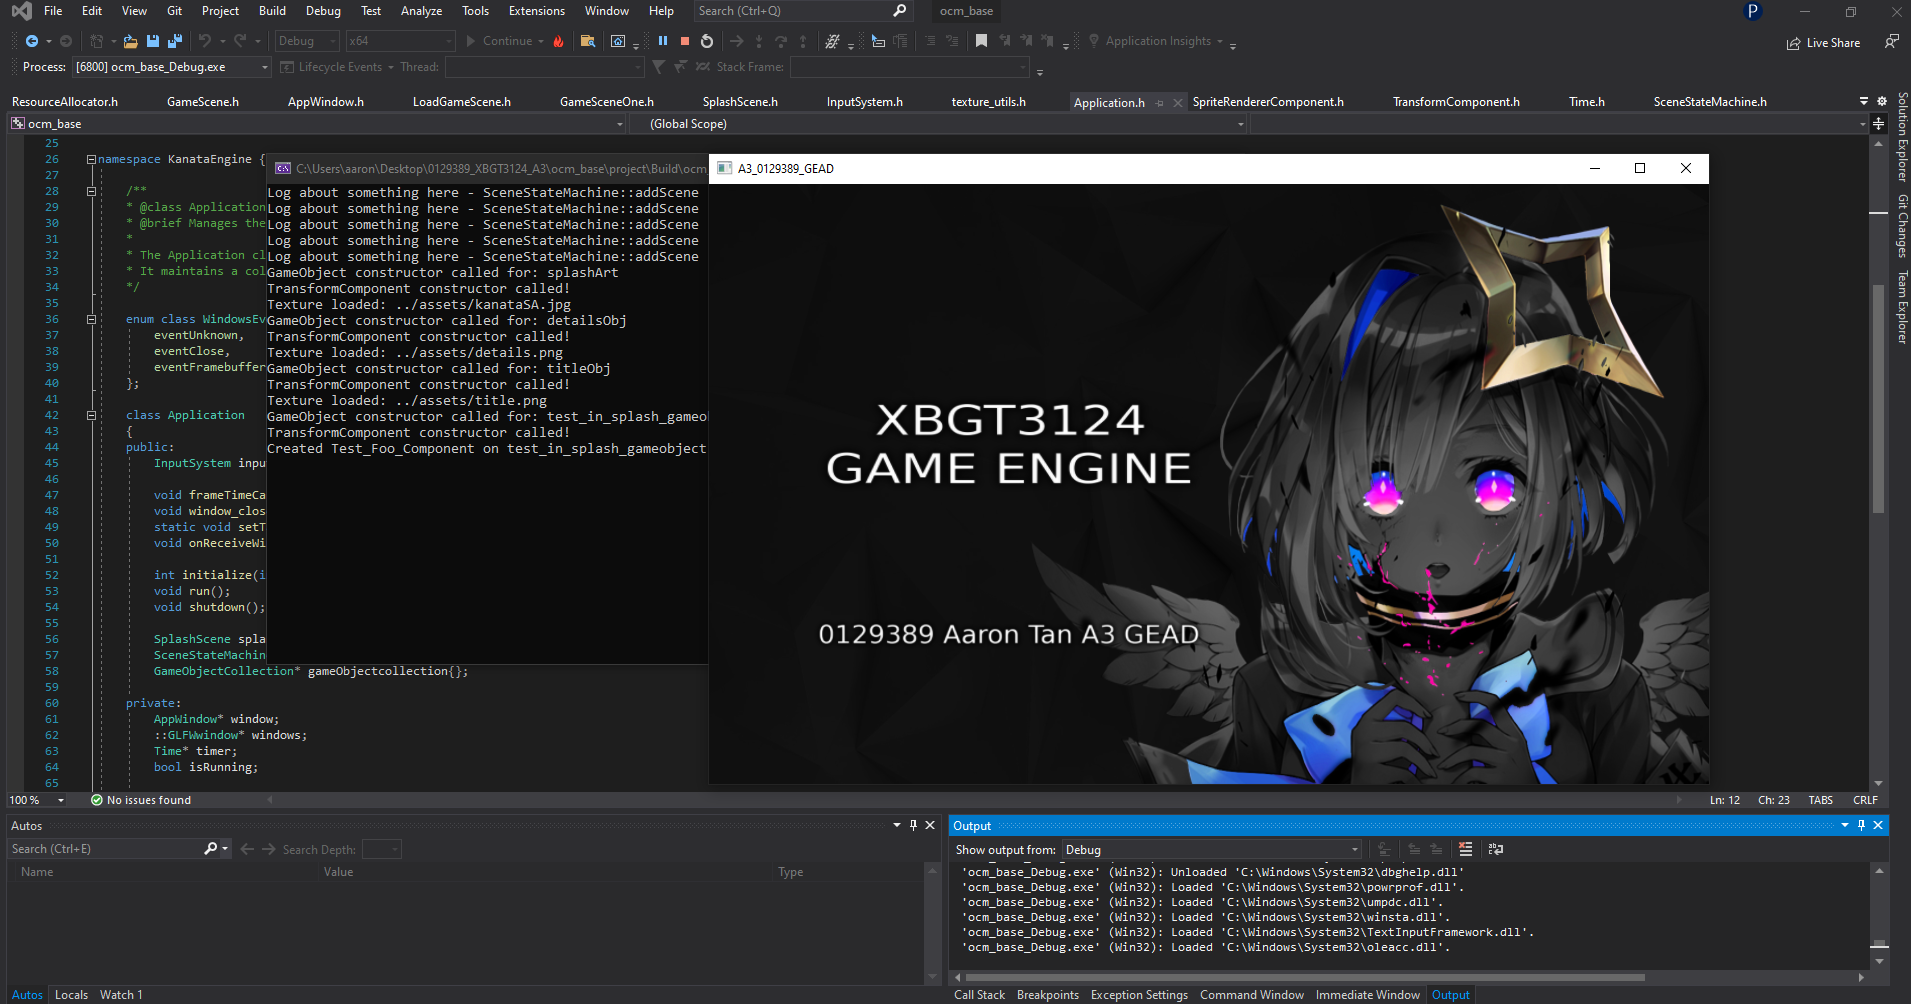 File Edit View Git Project Build Debug Test Analyze Tools Extensions Window Help Search (Ctrl+Q) ocm_base P
Debug x64 Continue Application Insights Live Share
Process: [6800] ocm_base_Debug.exe Lifecycle Events Thread: Stack Frame:
ResourceAllocator.h GameScene.h AppWindow.h LoadGameScene.h GameSceneOne.h SplashScene.h InputSystem.h texture_utils.h Application.h SpriteRendererComponent.h TransformComponent.h Time.h SceneStateMachine.h
ocm_base (Global Scope)
25
26 namespace KanataEngine {
27
28 /**
29 * @class Application
30 * @brief Manages the
31 *
32 * The Application cl
33 * It maintains a col
34 */
35
36 enum class WindowsEv
37 eventUnknown,
38 eventClose,
39 eventFramebuffer
40 };
41
42 class Application
43 {
44 public:
45 InputSystem inpu
46
47 void frameTimeCa
48 void window_clos
49 static void setT
50 void onReceiveWi
51
52 int initialize(i
53 void run();
54 void shutdown();
55
56 SplashScene spla
57 SceneStateMachin
58 GameObjectCollection* gameObjectcollection{};
59
60 private:
61 AppWindow* window;
62 ::GLFWwindow* windows;
63 Time* timer;
64 bool isRunning;
65
C:\Users\aaron\Desktop\0129389_XBGT3124_A3\ocm_base\project\Build\ocm_
Log about something here - SceneStateMachine::addScene
Log about something here - SceneStateMachine::addScene
Log about something here - SceneStateMachine::addScene
Log about something here - SceneStateMachine::addScene
Log about something here - SceneStateMachine::addScene
GameObject constructor called for: splashArt
TransformComponent constructor called!
Texture loaded: ../assets/kanataSA.jpg
GameObject constructor called for: detailsObj
TransformComponent constructor called!
Texture loaded: ../assets/details.png
GameObject constructor called for: titleObj
TransformComponent constructor called!
Texture loaded: ../assets/title.png
GameObject constructor called for: test_in_splash_gameo
TransformComponent constructor called!
Created Test_Foo_Component on test_in_splash_gameobject
A3_0129389_GEAD
XBGT3124
GAME ENGINE
0129389 Aaron Tan A3 GEAD
Solution Explorer
Git Changes
Team Explorer
100 % No issues found Ln: 12 Ch: 23 TABS CRLF
Autos
Search (Ctrl+E) Search Depth:
Name Value Type
Autos Locals Watch 1
Output
Show output from: Debug
'ocm_base_Debug.exe' (Win32): Unloaded 'C:\Windows\System32\dbghelp.dll'
'ocm_base_Debug.exe' (Win32): Loaded 'C:\Windows\System32\powrprof.dll'.
'ocm_base_Debug.exe' (Win32): Loaded 'C:\Windows\System32\umpdc.dll'.
'ocm_base_Debug.exe' (Win32): Loaded 'C:\Windows\System32\winsta.dll'.
'ocm_base_Debug.exe' (Win32): Loaded 'C:\Windows\System32\TextInputFramework.dll'.
'ocm_base_Debug.exe' (Win32): Loaded 'C:\Windows\System32\oleacc.dll'.
Call Stack Breakpoints Exception Settings Command Window Immediate Window Output